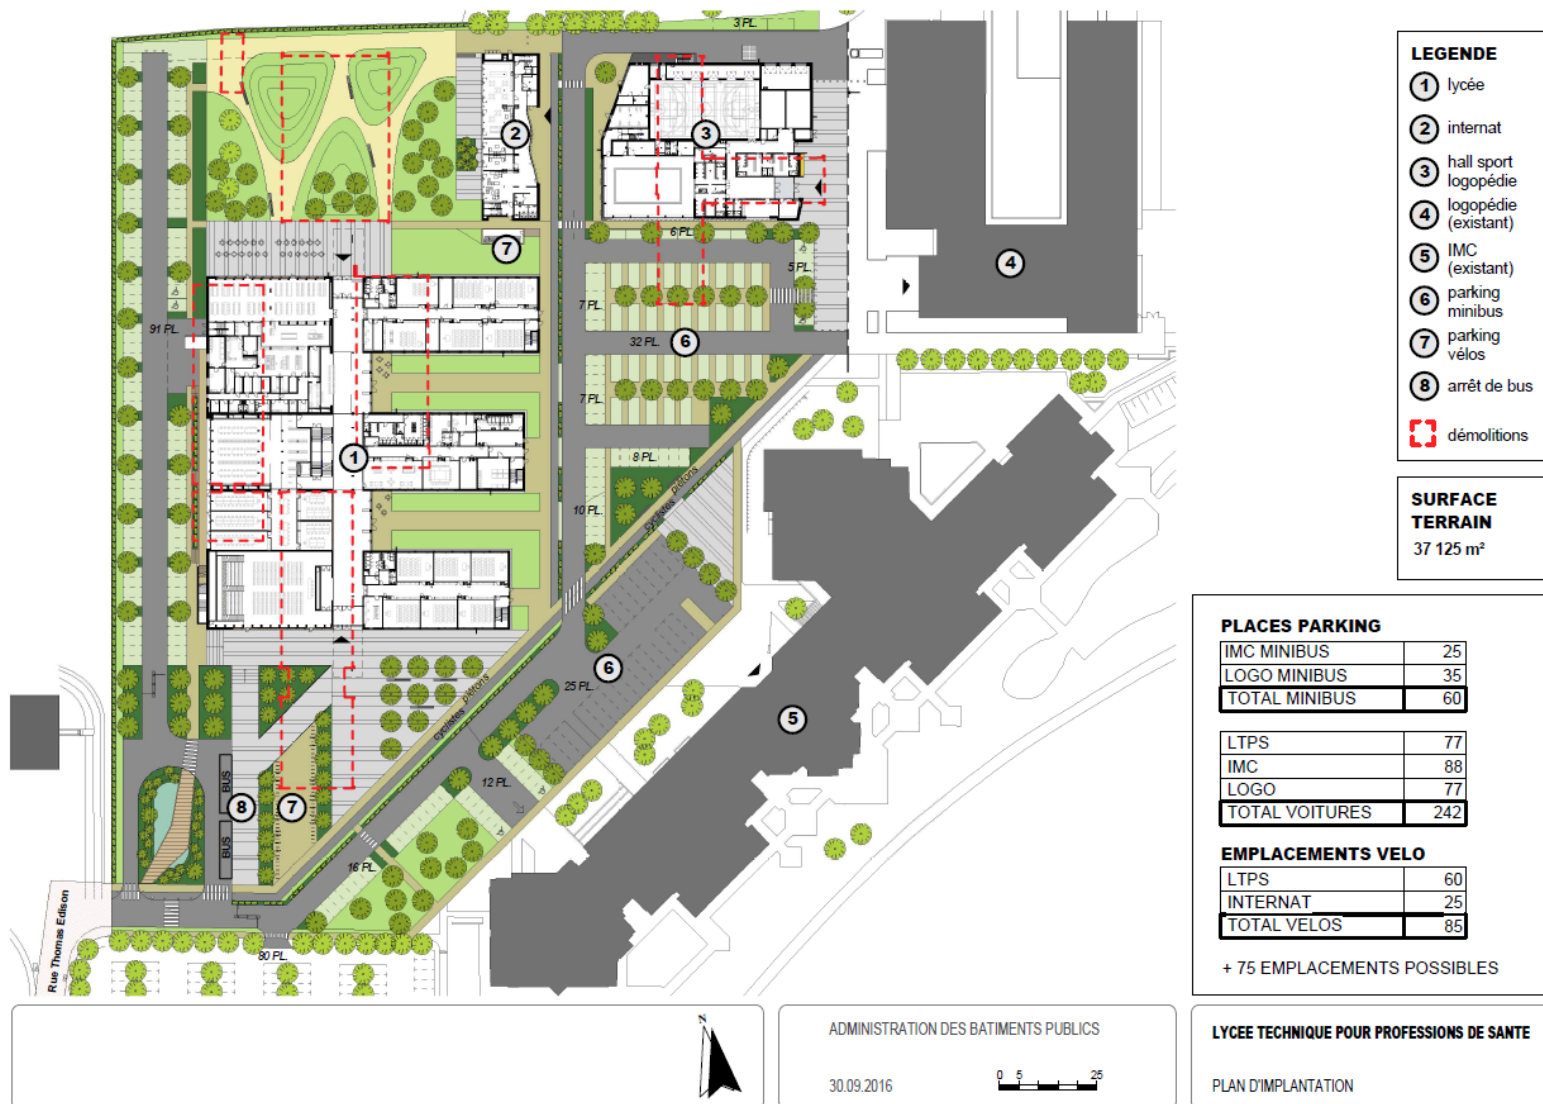 3 PL.
2
3
6 PL.
7
5 PL.
4
7 PL.
91 PL.
32 PL.
6
7 PL.
1
8 PL.
10 PL.
cyclistes piétons
6
25 PL.
cyclistes piétons
5
12 PL.
BUS
8
7
BUS
16 PL.
Rue Thomas Edison
80 PL.
LEGENDE
1 lycée
2 internat
3 hall sport
logopédie
4 logopédie
(existant)
5 IMC
(existant)
6 parking
minibus
7 parking
vélos
8 arrêt de bus
démolitions
SURFACE
TERRAIN
37 125 m²
PLACES PARKING
IMC MINIBUS 25
LOGO MINIBUS 35
TOTAL MINIBUS 60
LTPS 77
IMC 88
LOGO 77
TOTAL VOITURES 242
EMPLACEMENTS VELO
LTPS 60
INTERNAT 25
TOTAL VELOS 85
+ 75 EMPLACEMENTS POSSIBLES
N
ADMINISTRATION DES BATIMENTS PUBLICS
30.09.2016
0 5 25
LYCEE TECHNIQUE POUR PROFESSIONS DE SANTE
PLAN D'IMPLANTATION